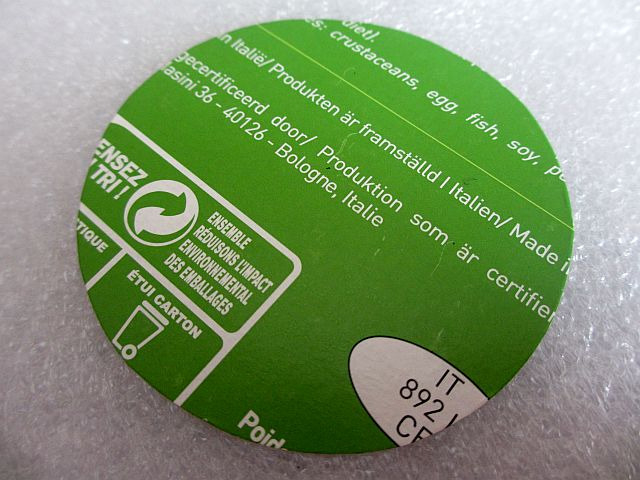 diet).
crustaceans, egg, fish, soy,
Italië/ Produkten är framställd I Italien/ Made
gecertificeerd door/ Produktion som är certifier
asini 36 - 40126 - Bologne, Italie
ENSEZ
TRI !
ENSEMBLE
RÉDUISONS L'IMPACT
ENVIRONNEMENTAL
DES EMBALLAGES
TIQUE
ÉTUI CARTON
Poid
IT
892
CE